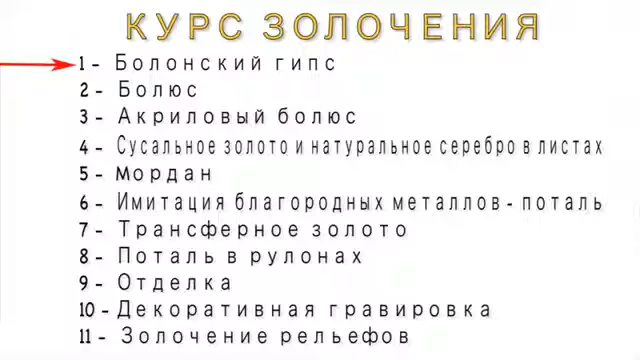 КУРС ЗОЛОЧЕНИЯ
1 - Болонский гипс
2 - Болюс
3 - Акриловый болюс
4 - Сусальное золото и натуральное серебро в листах
5 - Мордан
6 - Имитация благородных металлов - поталь
7 - Трансферное золото
8 - Поталь в рулонах
9 - Отделка
10 - Декоративная гравировка
11 - Золочение рельефов